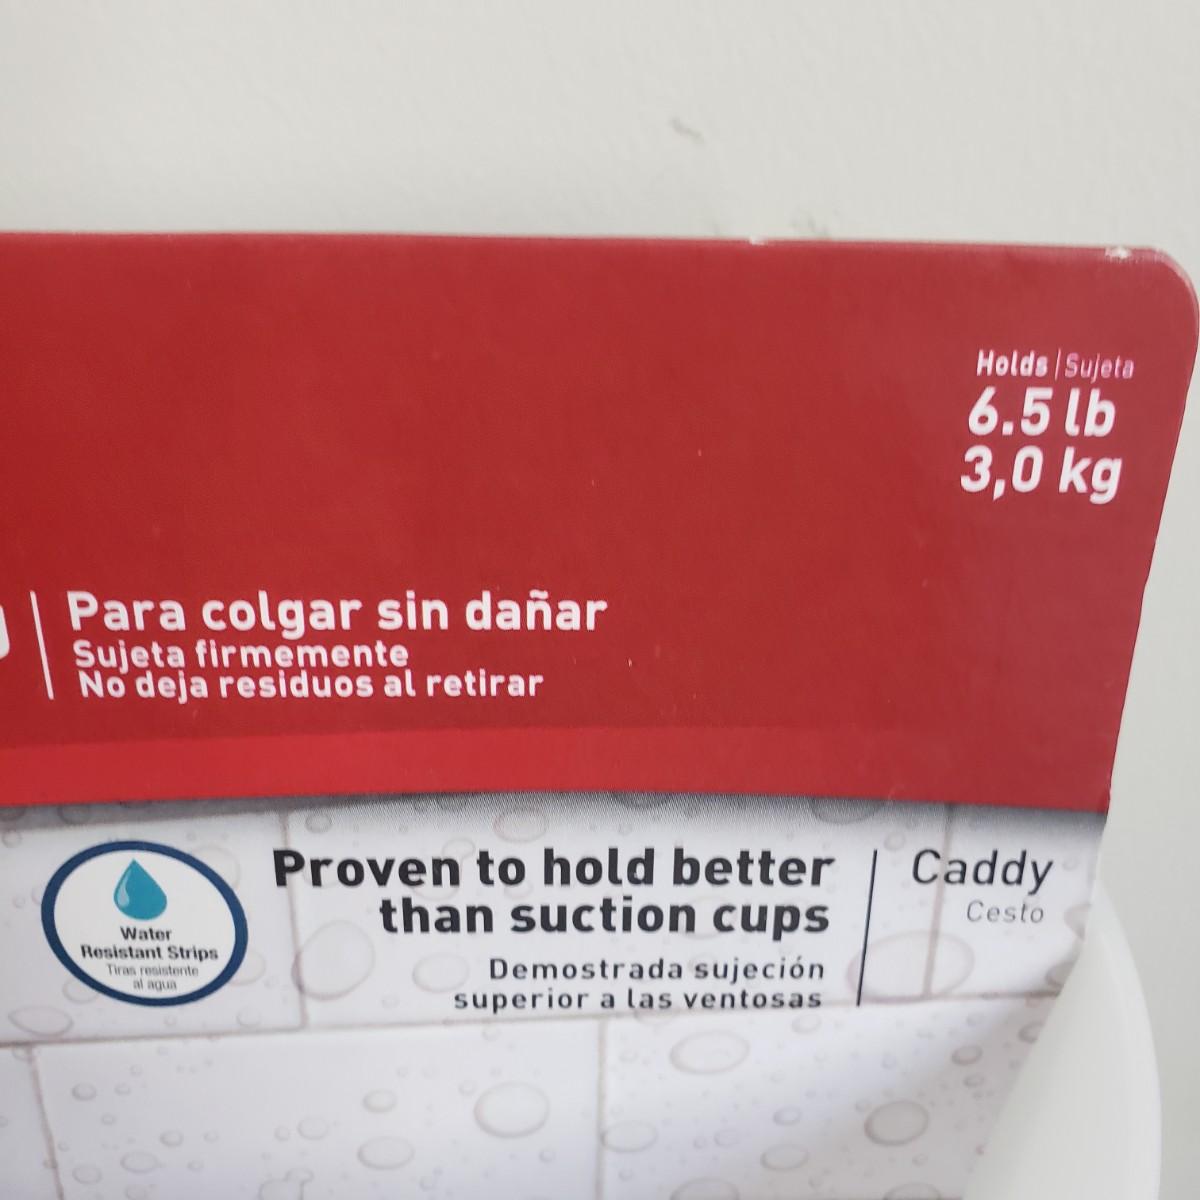 Holds | Sujeta
6.5 lb
3,0 kg
Para colgar sin dañar
Sujeta firmemente
No deja residuos al retirar
Water
Resistant Strips
Tiras resistente
al agua
Proven to hold better
than suction cups
Demostrada sujeción
superior a las ventosas
Caddy
Cesto